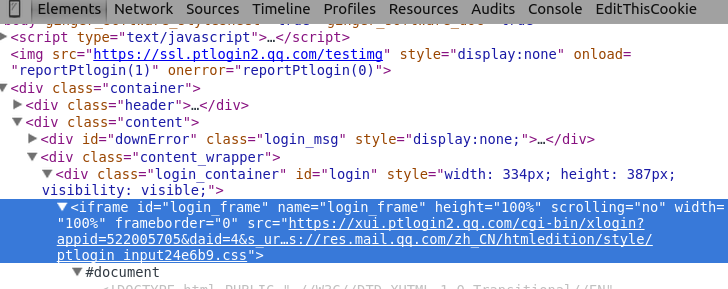 Elements Network Sources Timeline Profiles Resources Audits Console EditThisCookie
<script type="text/javascript">…</script>
<img src="https://ssl.ptlogin2.qq.com/testimg" style="display:none" onload=
"reportPtlogin(1)" onerror="reportPtlogin(0)">
▼<div class="container">
▶<div class="header">…</div>
▼<div class="content">
▶<div id="downError" class="login_msg" style="display:none;">…</div>
▼<div class="content_wrapper">
▼<div class="login_container" id="login" style="width: 334px; height: 387px;
visibility: visible;">
▼<iframe id="login_frame" name="login_frame" height="100%" scrolling="no" width=
"100%" frameborder="0" src="https://xui.ptlogin2.qq.com/cgi-bin/xlogin?
appid=522005705&daid=4&s_ur…s://res.mail.qq.com/zh_CN/htmledition/style/
ptlogin_input24e6b9.css">
▼#document